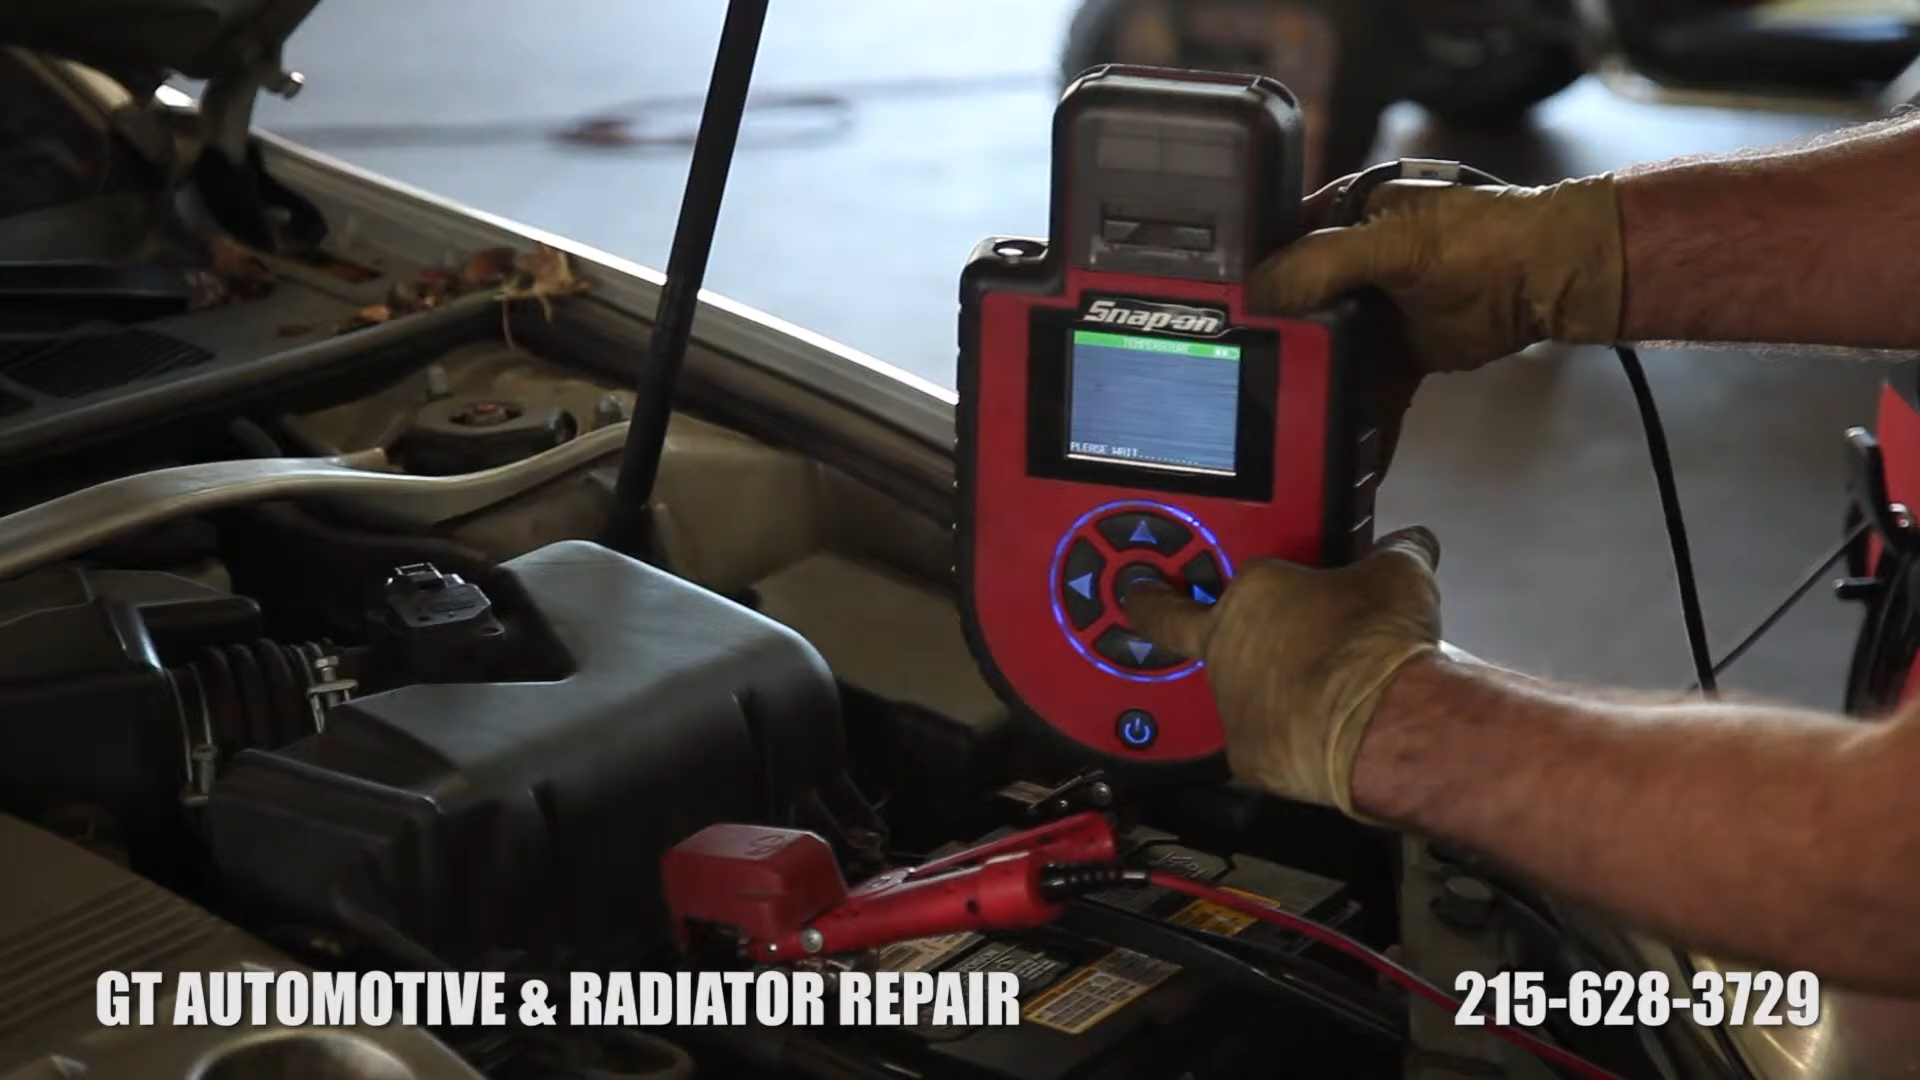 Snap-on
TEMPERATURE
PLEASE WAIT..........
GT AUTOMOTIVE & RADIATOR REPAIR
215-628-3729